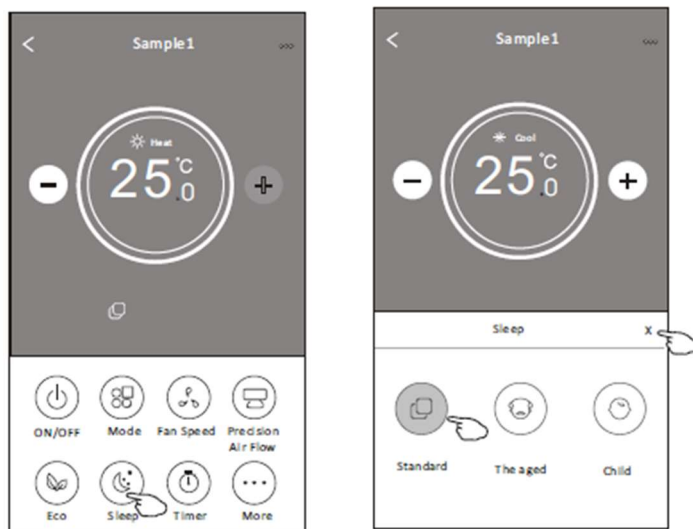 Sample1
Heat
25.0°C
ON/OFF
Mode
Fan Speed
Precision
Air Flow
Eco
Sleep
Timer
More
Sample1
Cool
25.0°C
Sleep
X
Standard
The aged
Child